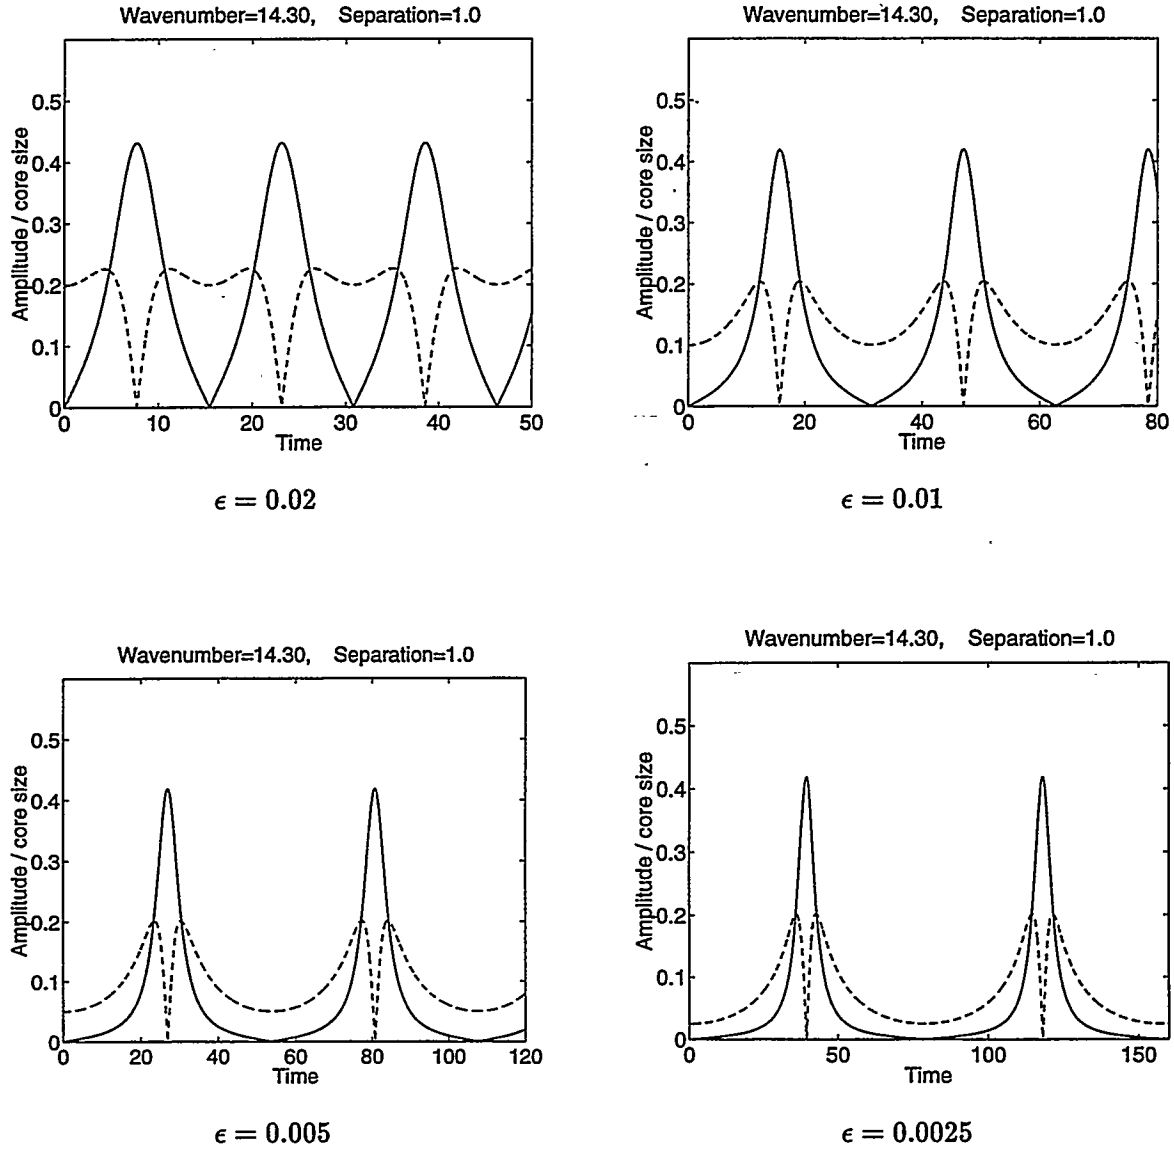 Wavenumber=14.30, Separation=1.0
Amplitude / core size
0.5
0.4
0.3
0.2
0.1
0
0 10 20 30 40 50
Time
ϵ = 0.02
Wavenumber=14.30, Separation=1.0
Amplitude / core size
0.5
0.4
0.3
0.2
0.1
0
0 20 40 60 80
Time
ϵ = 0.01
Wavenumber=14.30, Separation=1.0
Amplitude / core size
0.5
0.4
0.3
0.2
0.1
0
0 20 40 60 80 100 120
Time
ϵ = 0.005
Wavenumber=14.30, Separation=1.0
Amplitude / core size
0.5
0.4
0.3
0.2
0.1
0
0 50 100 150
Time
ϵ = 0.0025